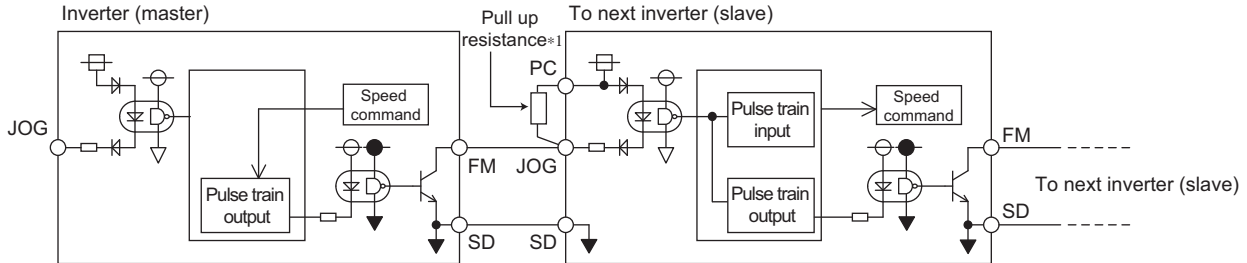 Inverter (master)
To next inverter (slave)
Pull up
resistance*1
PC
JOG
Speed
command
Pulse train
output
FM
SD
JOG
SD
Pulse train
input
Pulse train
output
Speed
command
FM
To next inverter (slave)
SD